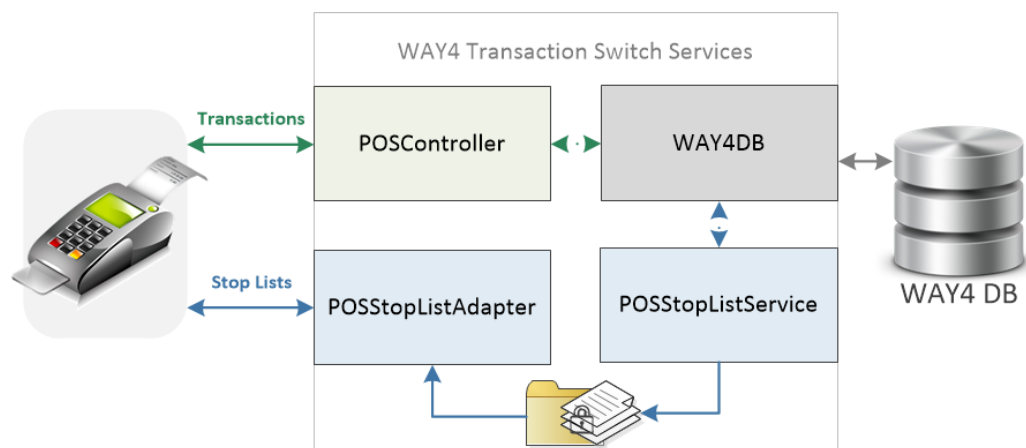 WAY4 Transaction Switch Services
Transactions
POSController
WAY4DB
Stop Lists
POSStopListAdapter
POSStopListService
WAY4 DB